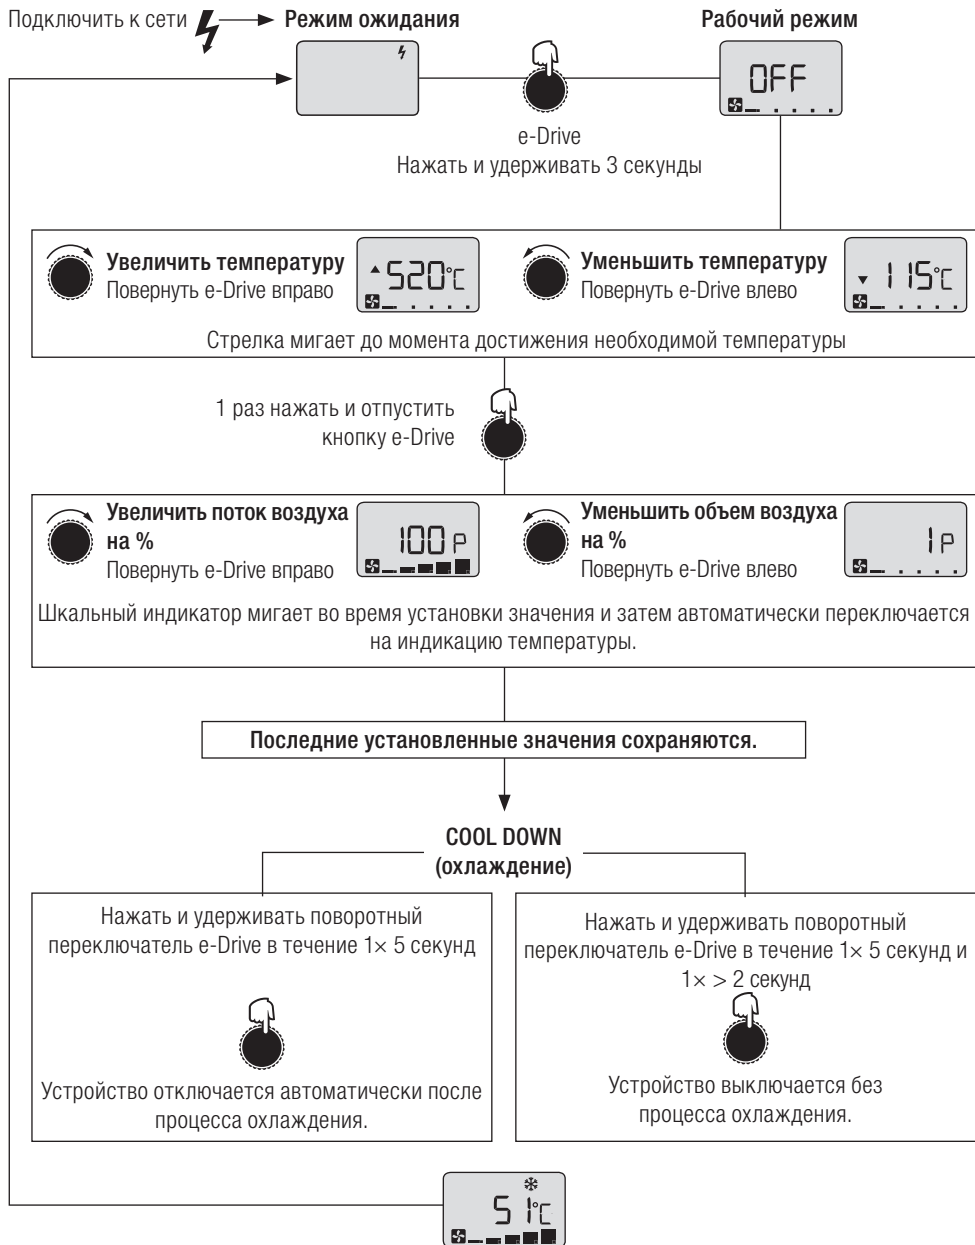 Подключить к сети
Режим ожидания
Рабочий режим
OFF
e-Drive
Нажать и удерживать 3 секунды
Увеличить температуру
Повернуть e-Drive вправо
520°C
Уменьшить температуру
Повернуть e-Drive влево
115°C
Стрелка мигает до момента достижения необходимой температуры
1 раз нажать и отпустить
кнопку e-Drive
Увеличить поток воздуха
на %
Повернуть e-Drive вправо
100 P
Уменьшить объем воздуха
на %
Повернуть e-Drive влево
1 P
Шкальный индикатор мигает во время установки значения и затем автоматически переключается
на индикацию температуры.
Последние установленные значения сохраняются.
COOL DOWN
(охлаждение)
Нажать и удерживать поворотный
переключатель e-Drive в течение 1× 5 секунд
Устройство отключается автоматически после
процесса охлаждения.
Нажать и удерживать поворотный
переключатель e-Drive в течение 1× 5 секунд и
1× > 2 секунд
Устройство выключается без
процесса охлаждения.
51°C